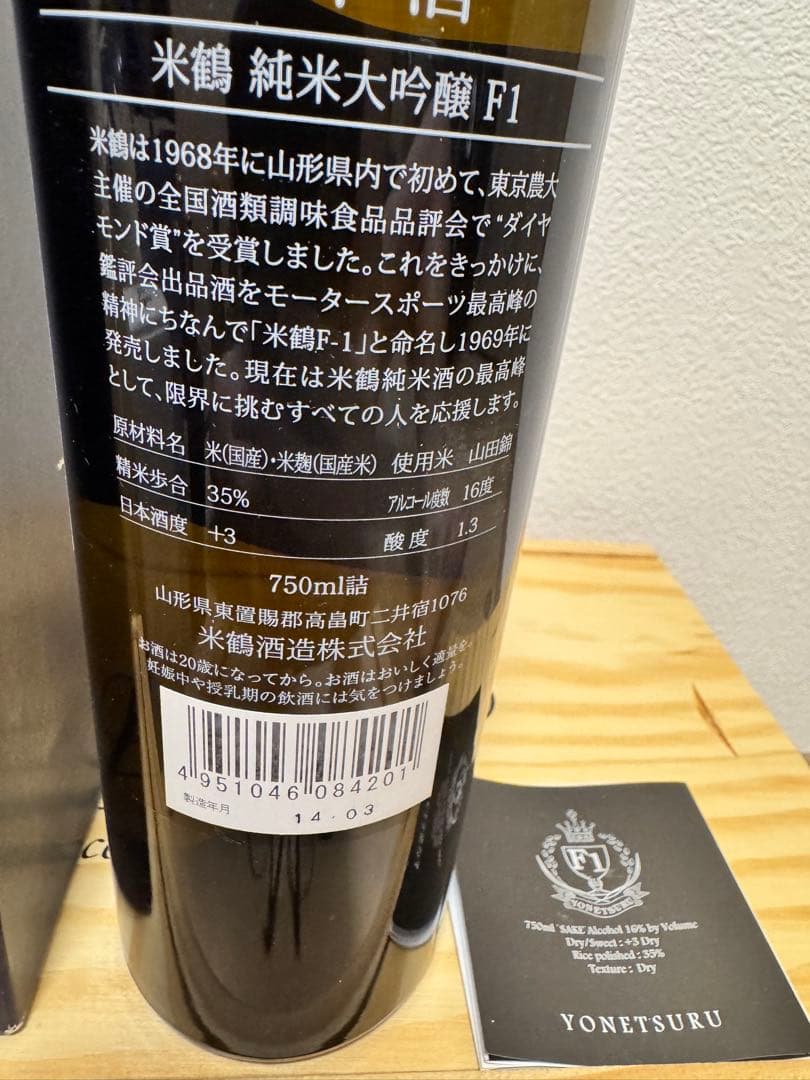 酒
米鶴 純米大吟醸 F1
米鶴は1968年に山形県内で初めて、東京農大
主催の全国酒類調味食品品評会で“ダイヤ
モンド賞”を受賞しました。これをきっかけに、
鑑評会出品酒をモータースポーツ最高峰の
精神にちなんで「米鶴F-1」と命名し1969年に
発売しました。現在は米鶴純米酒の最高峰
として、限界に挑むすべての人を応援します。
原材料名 米(国産)・米麹(国産米) 使用米 山田錦
精米歩合 35% アルコール度数 16度
日本酒度 +3 酸度 1.3
750ml詰
山形県東置賜郡高畠町二井宿1076
米鶴酒造株式会社
お酒は20歳になってから。お酒はおいしく適量を。
妊娠中や授乳期の飲酒には気をつけましょう。
4 951046 084201
製造年月 14.03
F1
YONETSURU
750ml "SAKE" Alcohol 16% by Volume
Dry/Sweet : +3 Dry
Rice polished : 35%
Texture : Dry
YONETSURU